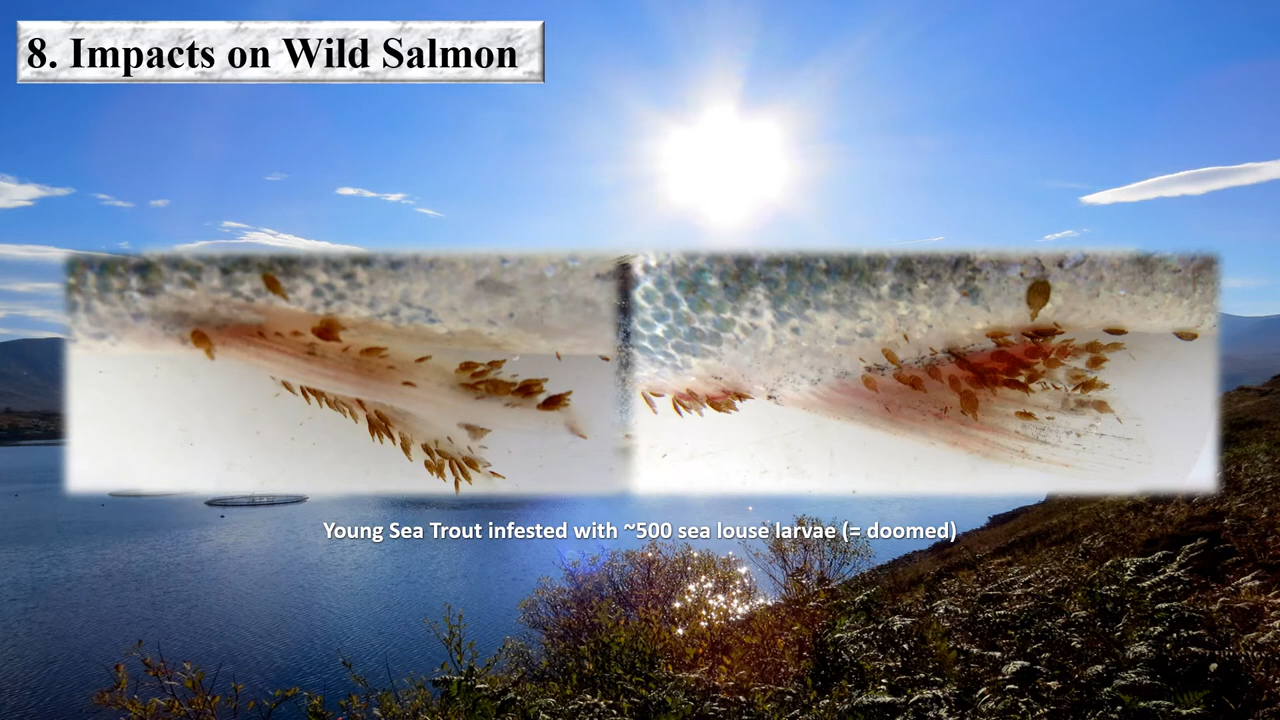 8. Impacts on Wild Salmon
Young Sea Trout infested with ~500 sea louse larvae (= doomed)